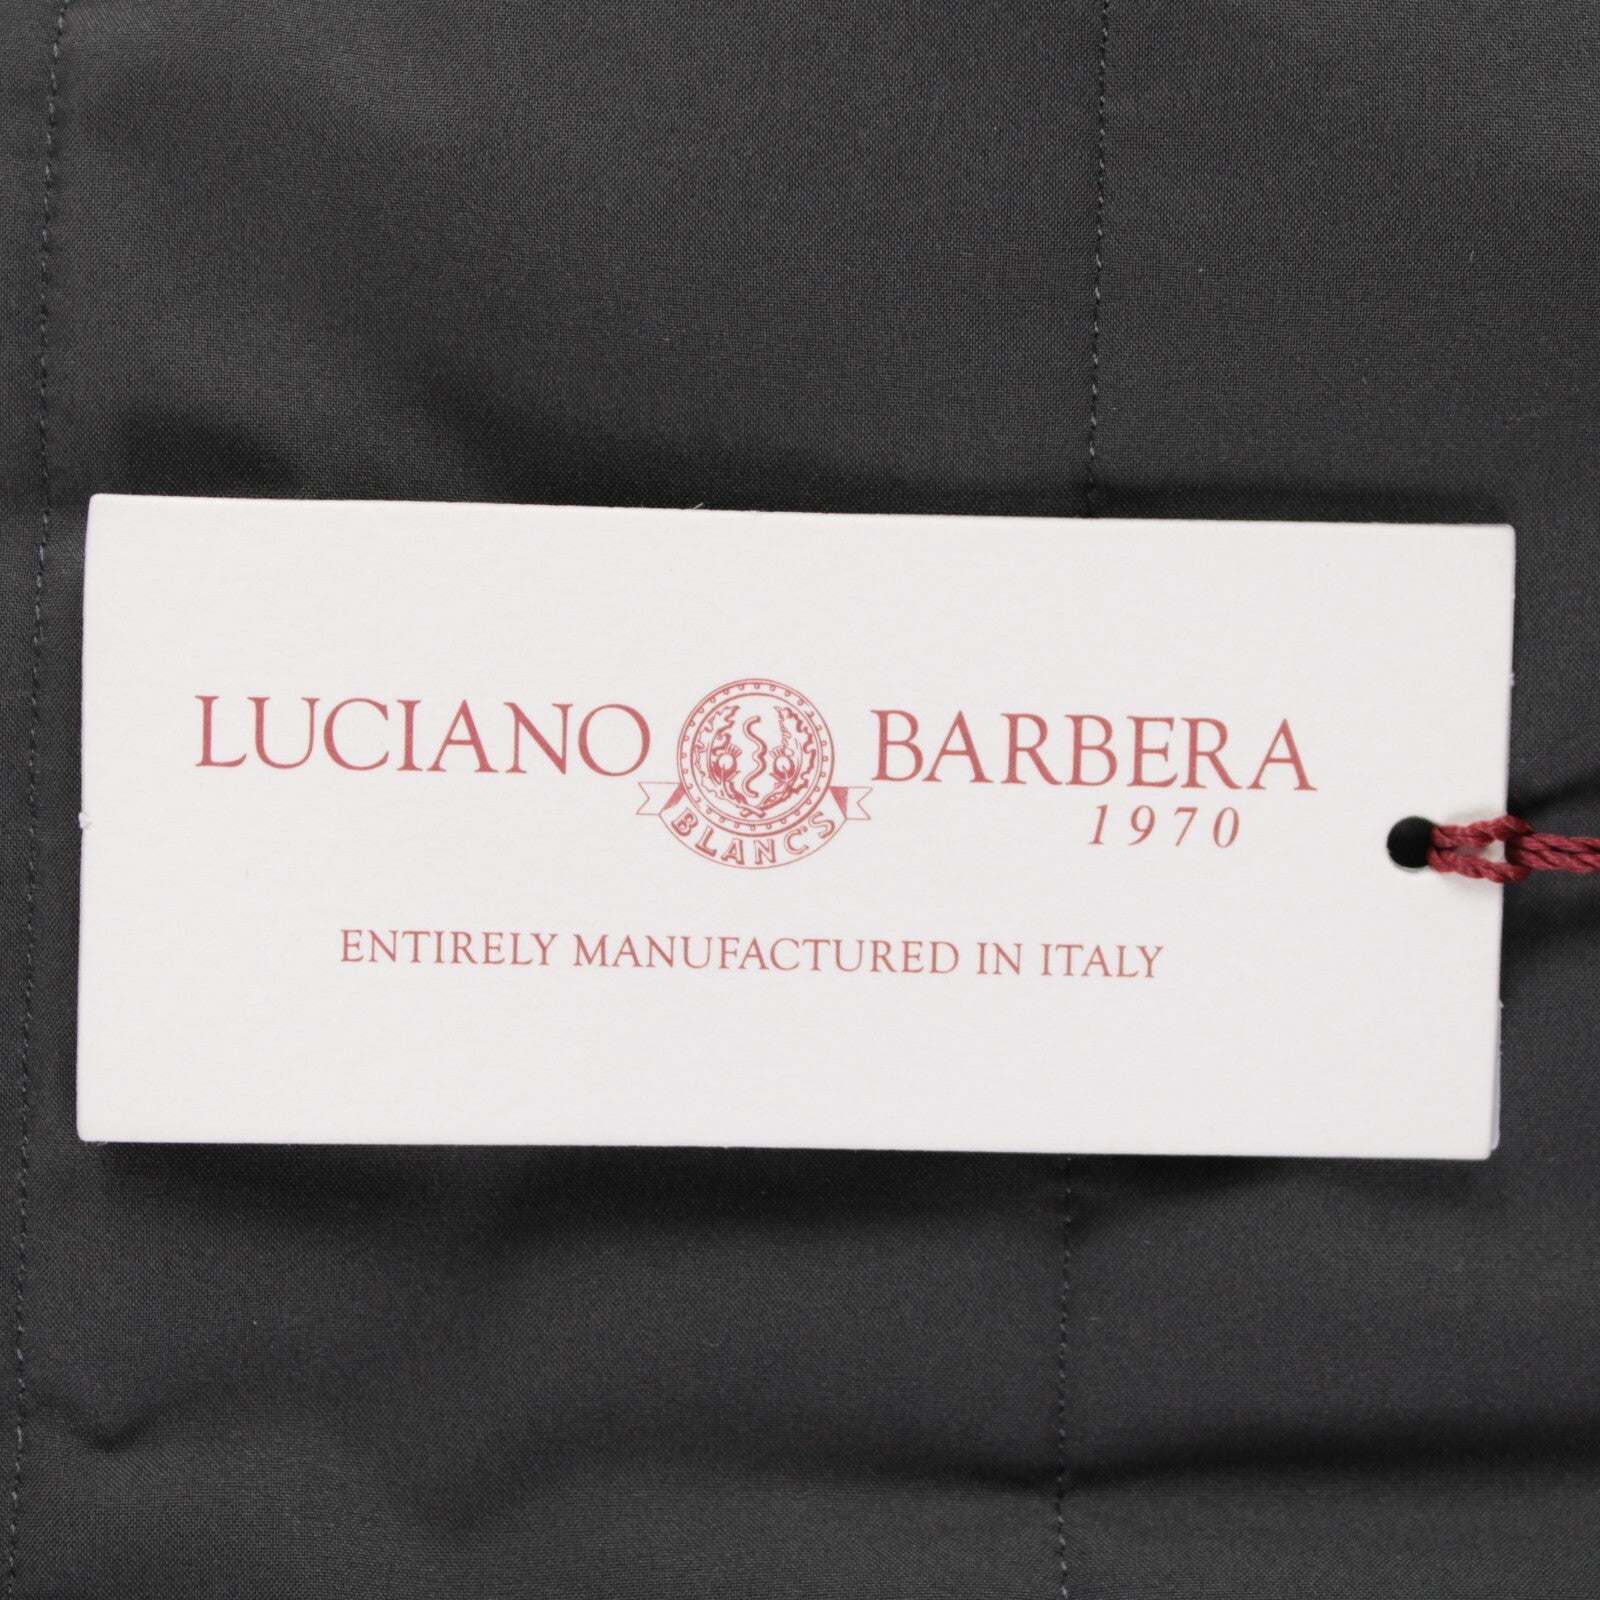 LUCIANO BARBERA
BLANC'S
1970
ENTIRELY MANUFACTURED IN ITALY